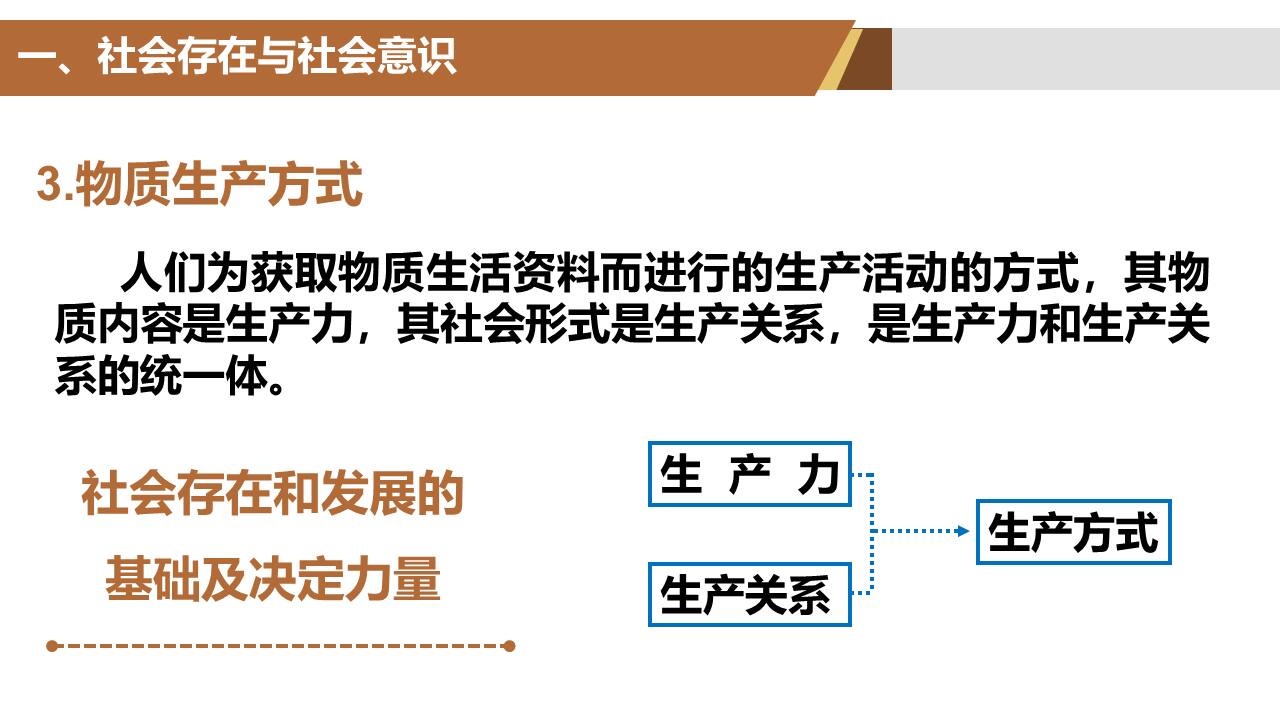 一、社会存在与社会意识
3.物质生产方式
人们为获取物质生活资料而进行的生产活动的方式，其物
质内容是生产力，其社会形式是生产关系，是生产力和生产关
系的统一体。
社会存在和发展的
基础及决定力量
生 产 力
生产关系
生产方式